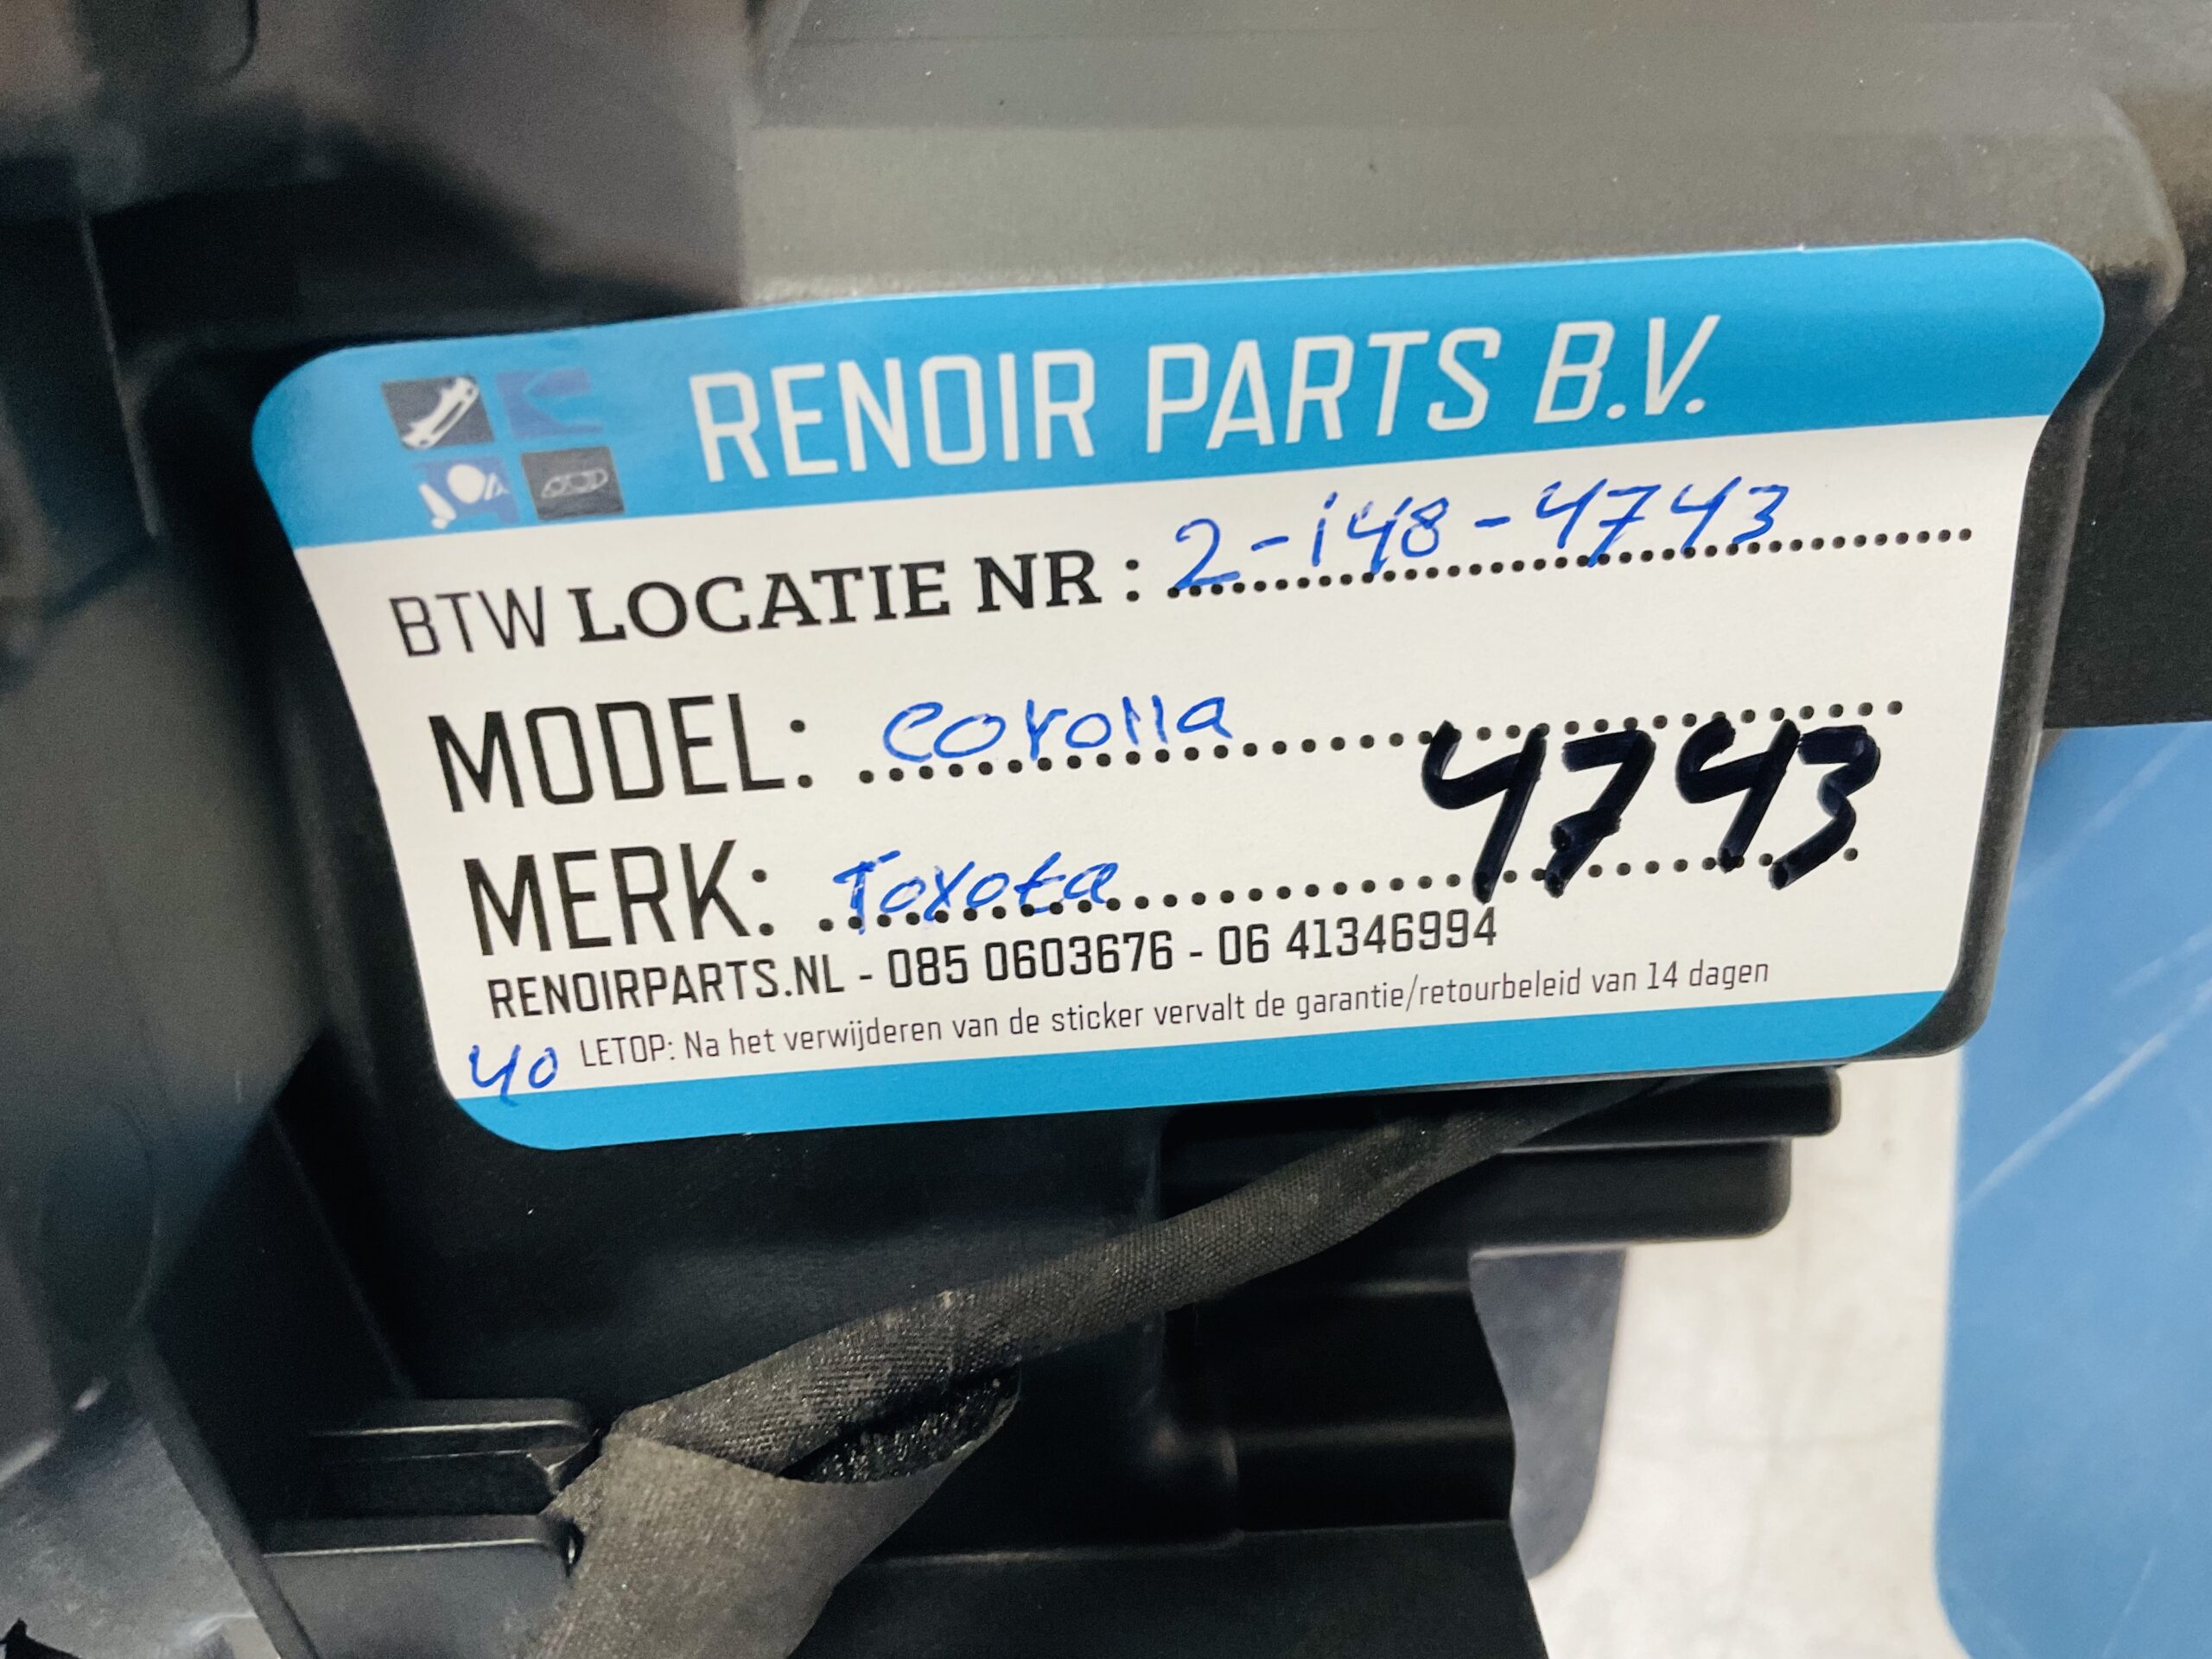 RENOIR PARTS B.V.
BTW LOCATIE NR : 2-i48-4743
MODEL: corolla
4743
MERK: Toyota
RENOIRPARTS.NL - 085 0603676 - 06 41346994
LETOP: Na het verwijderen van de sticker vervalt de garantie/retourbeleid van 14 dagen
40